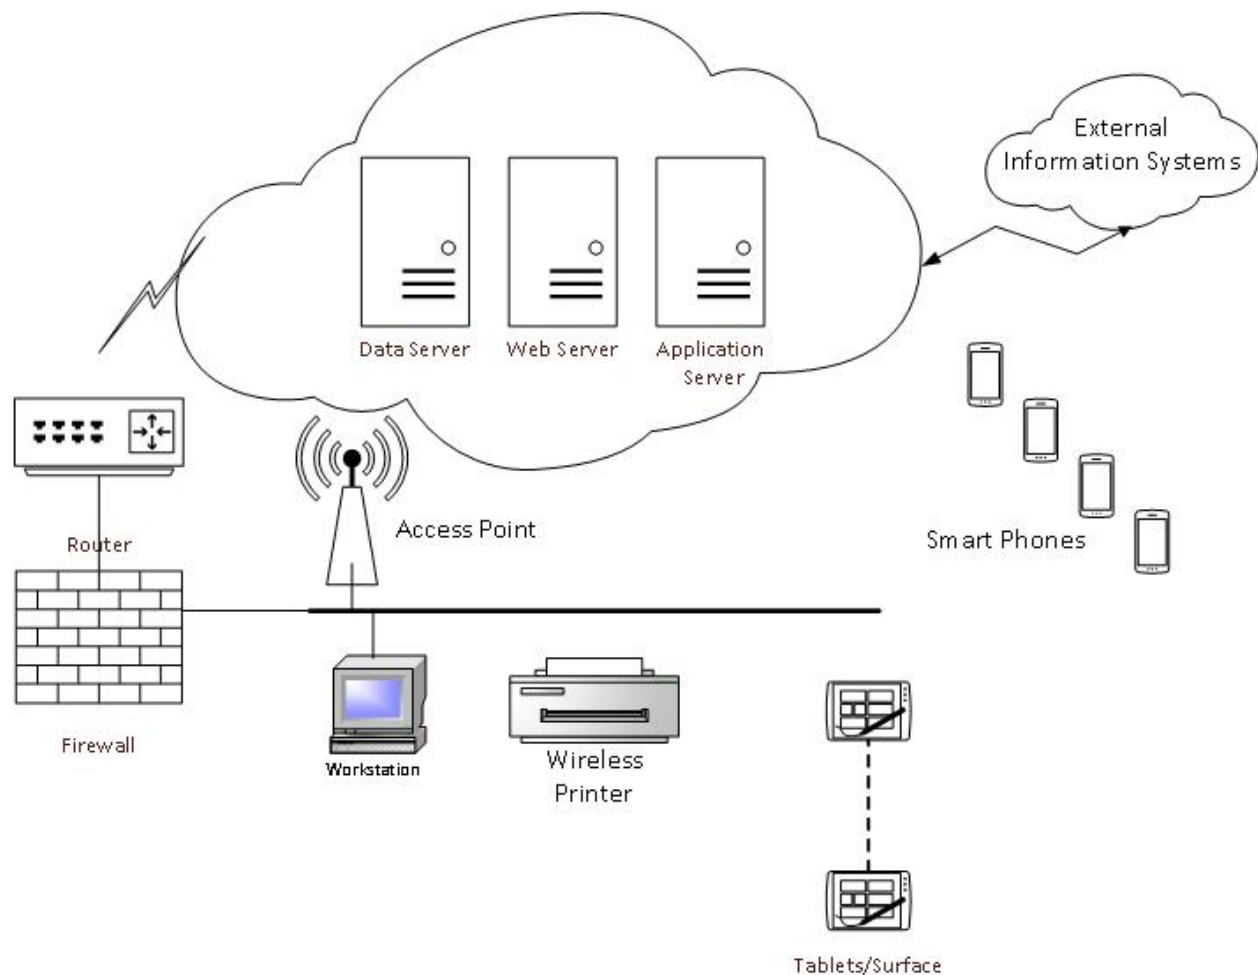 External
Information Systems
Data Server
Web Server
Application
Server
Access Point
Smart Phones
Router
Firewall
Workstation
Wireless
Printer
Tablets/Surface